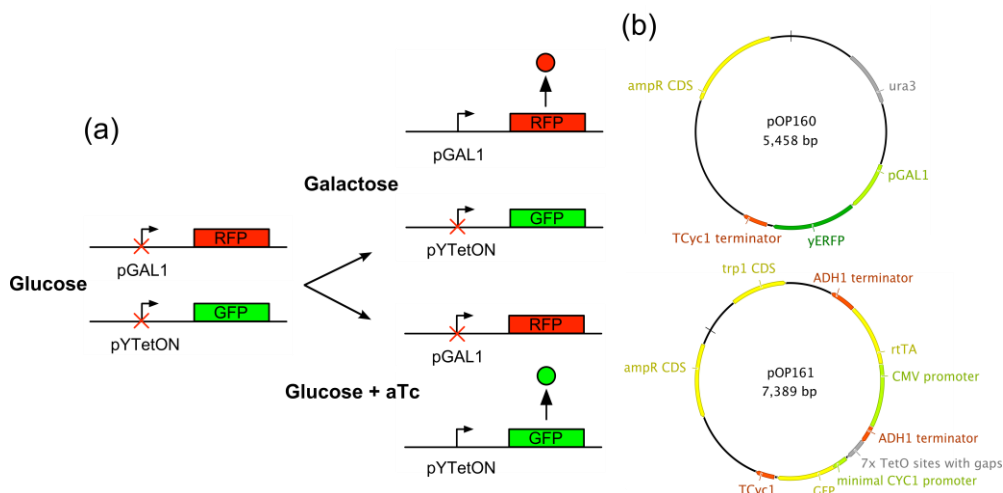 (a)
Glucose
pGAL1
RFP
pYTetON
GFP
Galactose
pGAL1
RFP
pYTetON
GFP
Glucose + aTc
pGAL1
RFP
pYTetON
GFP
(b)
ampR CDS
ura3
pOP160
5,458 bp
pGAL1
TCyc1 terminator
yERFP
trp1 CDS
ADH1 terminator
ampR CDS
rtTA
pOP161
7,389 bp
CMV promoter
ADH1 terminator
7x TetO sites with gaps
minimal CYC1 promoter
TCyc1
GFP